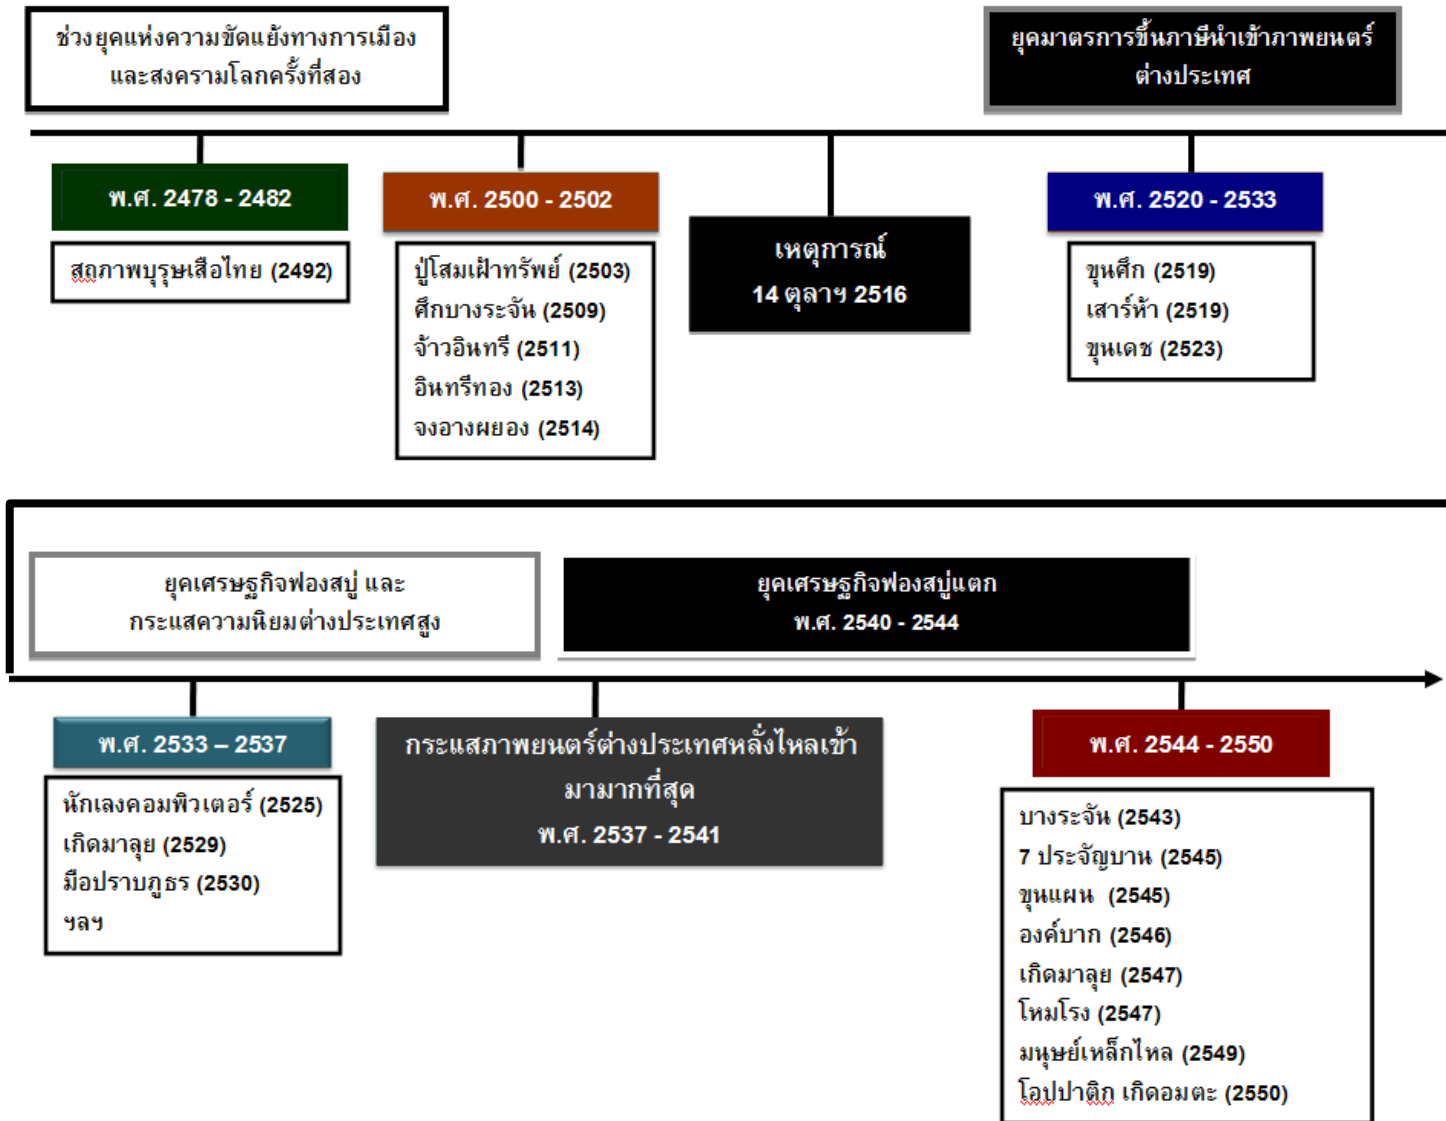 ช่วงยุคแห่งความขัดแย้งทางการเมือง
และสงครามโลกครั้งที่สอง
ยุคมาตรการขึ้นภาษีนำเข้าภาพยนตร์
ต่างประเทศ
พ.ศ. 2478 - 2482
สถภาพบุรุษเสือไทย (2492)
พ.ศ. 2500 - 2502
ปู่โสมเฝ้าทรัพย์ (2503)
ศึกบางระจัน (2509)
จ้าวอินทรี (2511)
อินทรีทอง (2513)
จงอางผยอง (2514)
เหตุการณ์
14 ตุลาฯ 2516
พ.ศ. 2520 - 2533
ขุนศึก (2519)
เสาร์ห้า (2519)
ขุนเดช (2523)
ยุคเศรษฐกิจฟองสบู่ และ
กระแสความนิยมต่างประเทศสูง
ยุคเศรษฐกิจฟองสบู่แตก
พ.ศ. 2540 - 2544
พ.ศ. 2533 – 2537
นักเลงคอมพิวเตอร์ (2525)
เกิดมาลุย (2529)
มือปราบภูธร (2530)
ฯลฯ
กระแสภาพยนตร์ต่างประเทศหลั่งไหลเข้า
มามากที่สุด
พ.ศ. 2537 - 2541
พ.ศ. 2544 - 2550
บางระจัน (2543)
7 ประจัญบาน (2545)
ขุนแผน (2545)
องค์บาก (2546)
เกิดมาลุย (2547)
โหมโรง (2547)
มนุษย์เหล็กไหล (2549)
โอปปาติก เกิดอมตะ (2550)